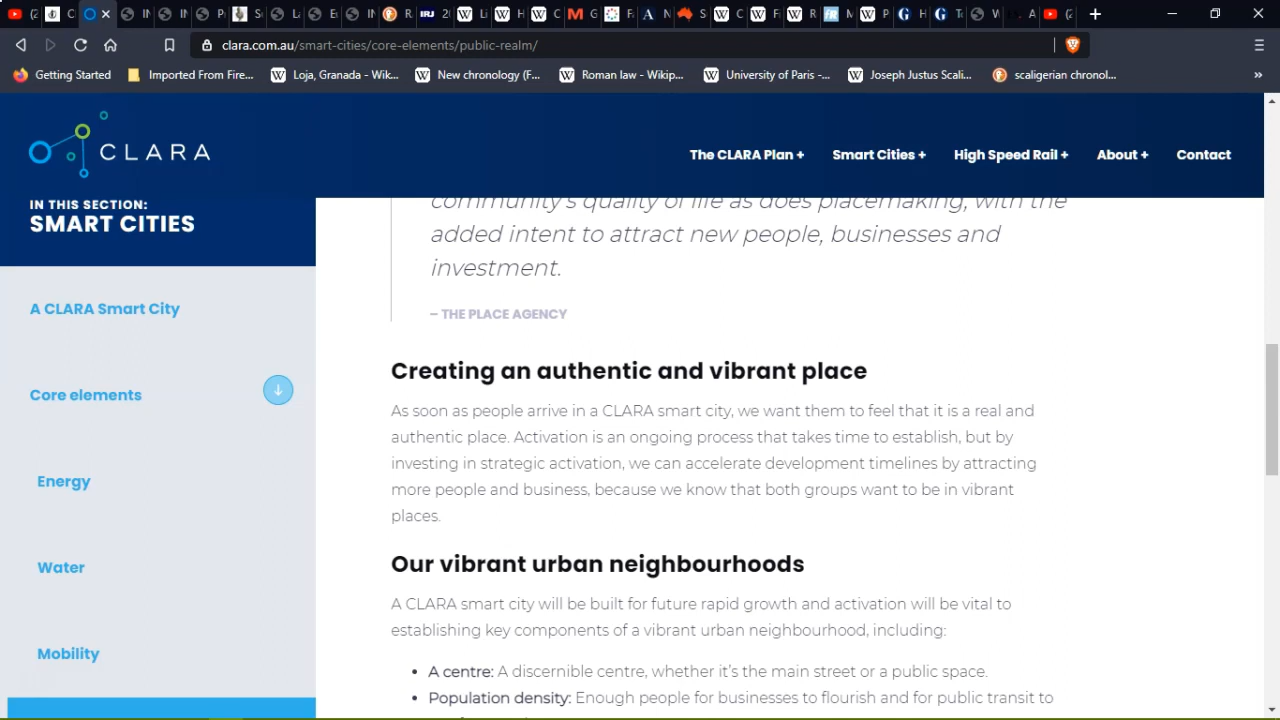 (2
C
IN
IN
P
S
L
E
IN
R
IRJ 20
Li
H
C
G
F
N
S
C
P
R
M
P
G
T
W
A
(2
clara.com.au/smart-cities/core-elements/public-realm/
Getting Started
Imported From Fire...
Loja, Granada - Wik...
New chronology (F...
Roman law - Wikip...
University of Paris -...
Joseph Justus Scali...
scaligerian chronol...
»
CLARA
The CLARA Plan +
Smart Cities +
High Speed Rail +
About +
Contact
IN THIS SECTION:
SMART CITIES
A CLARA Smart City
Core elements
Energy
Water
Mobility
community's quality of life as does placemaking, with the
added intent to attract new people, businesses and
investment.
– THE PLACE AGENCY
Creating an authentic and vibrant place
As soon as people arrive in a CLARA smart city, we want them to feel that it is a real and
authentic place. Activation is an ongoing process that takes time to establish, but by
investing in strategic activation, we can accelerate development timelines by attracting
more people and business, because we know that both groups want to be in vibrant
places.
Our vibrant urban neighbourhoods
A CLARA smart city will be built for future rapid growth and activation will be vital to
establishing key components of a vibrant urban neighbourhood, including:
• A centre: A discernible centre, whether it's the main street or a public space.
• Population density: Enough people for businesses to flourish and for public transit to